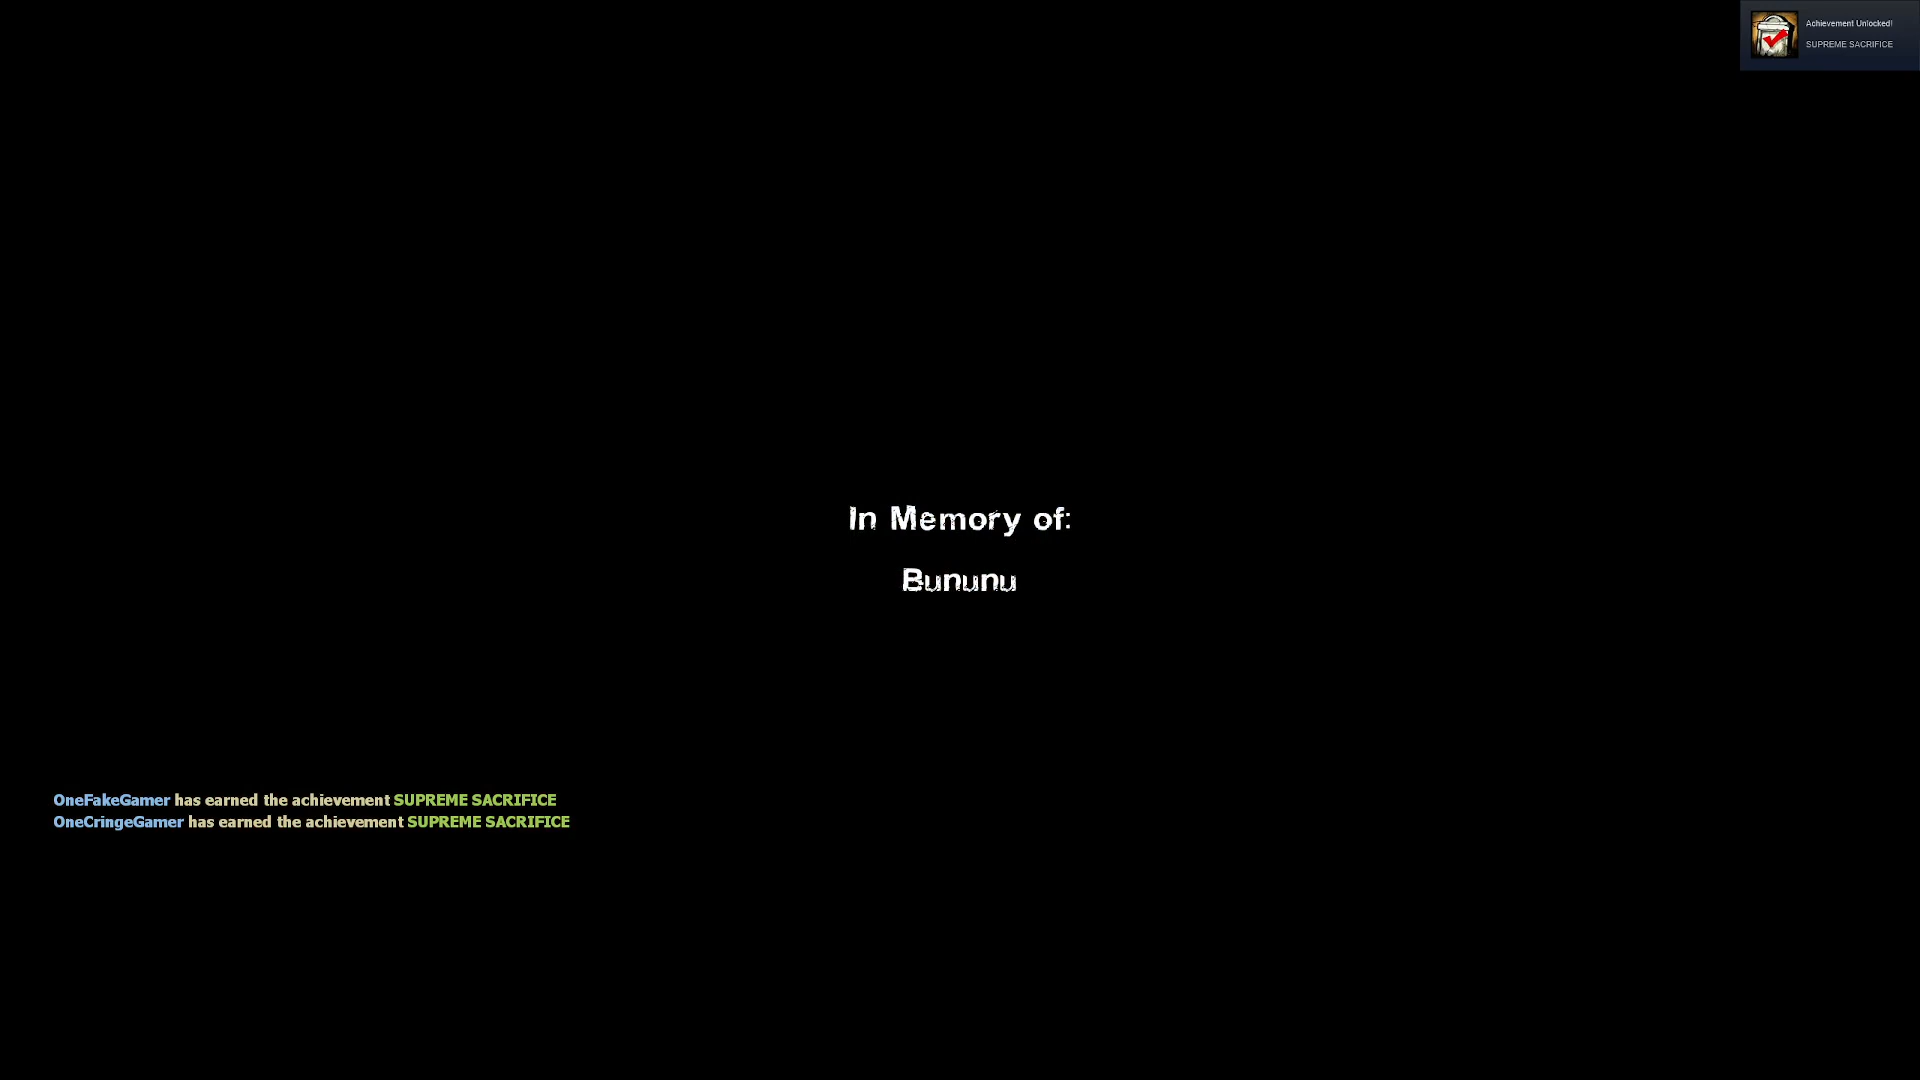 Achievement Unlocked!
SUPREME SACRIFICE
In Memory of:
Bununu
OneFakeGamer has earned the achievement SUPREME SACRIFICE
OneCringeGamer has earned the achievement SUPREME SACRIFICE